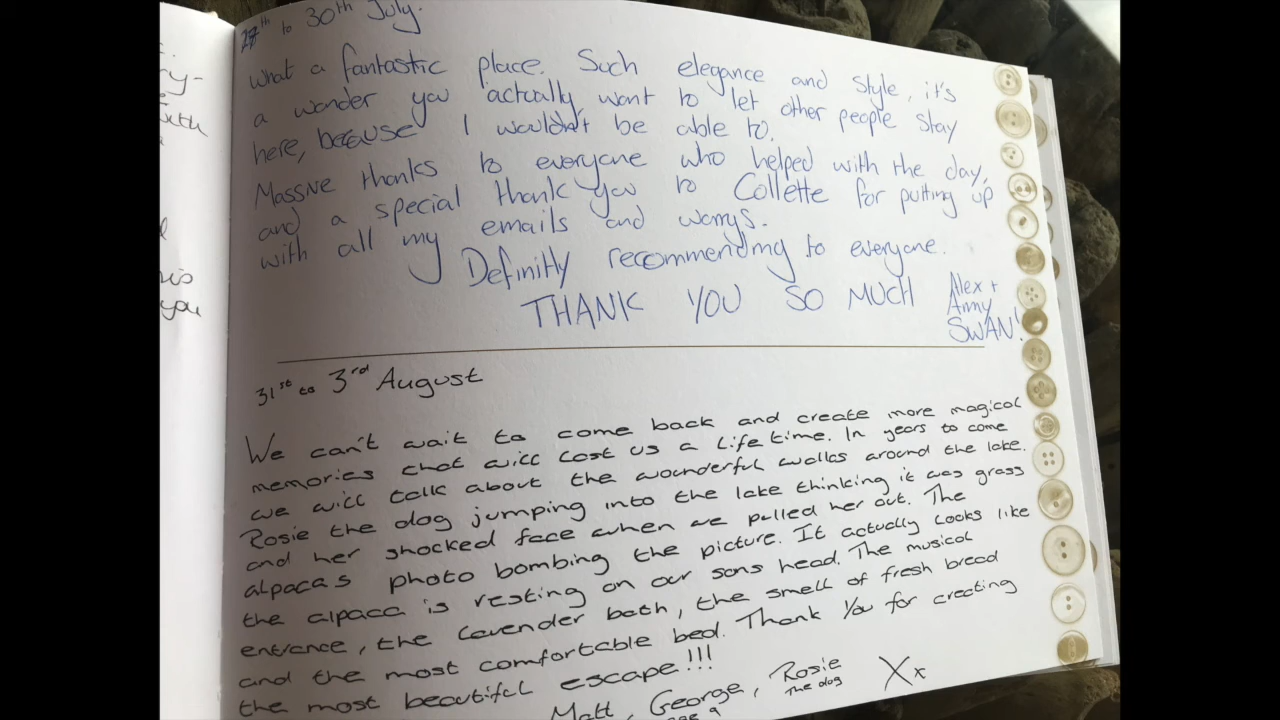 27th to 30th July.
What a fantastic place. Such elegance and style, it's
a wonder you actually want to let other people stay
here, because I wouldn't be able to.
Massive thanks to everyone who helped with the day,
and a special thank you to Collette for putting up
with all my emails and worrys.
Definitly recommending to everyone.
THANK YOU SO MUCH
Alex +
Amy
SWAN!
31st to 3rd August
We can't wait to come back and create more magical
memories that will last us a lifetime. In years to come
we will talk about the wounderful walks around the lake.
Rosie the dog jumping into the lake thinking it was grass
and her shocked face when we pulled her out. The
alpacas photo bombing the picture. It actually looks like
the alpaca is resting on our sons head. The musical
entrance, the lavender bath, the smell of fresh bread
and the most comfortable bed. Thank You for creating
the most beautiful escape!!!
Matt, George, Rosie Xx
the dog
you